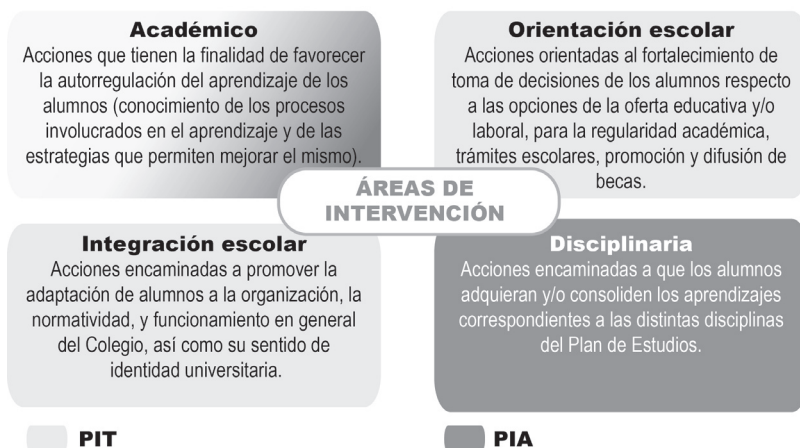 Académico
Acciones que tienen la finalidad de favorecer
la autorregulación del aprendizaje de los
alumnos (conocimiento de los procesos
involucrados en el aprendizaje y de las
estrategias que permiten mejorar el mismo).
Orientación escolar
Acciones orientadas al fortalecimiento de
toma de decisiones de los alumnos respecto
a las opciones de la oferta educativa y/o
laboral, para la regularidad académica,
trámites escolares, promoción y difusión de
becas.
ÁREAS DE
INTERVENCIÓN
Integración escolar
Acciones encaminadas a promover la
adaptación de alumnos a la organización, la
normatividad, y funcionamiento en general
del Colegio, así como su sentido de
identidad universitaria.
Disciplinaria
Acciones encaminadas a que los alumnos
adquieran y/o consoliden los aprendizajes
correspondientes a las distintas disciplinas
del Plan de Estudios.
PIT
PIA